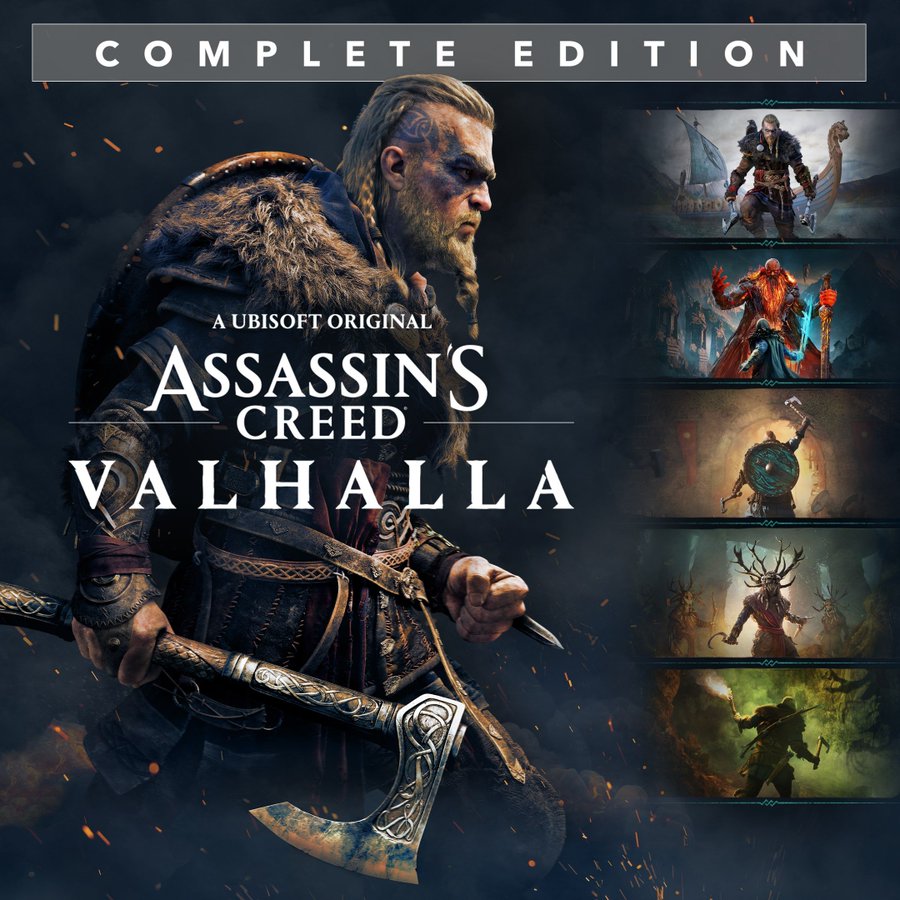 COMPLETE EDITION
A UBISOFT ORIGINAL
ASSASSIN'S
CREED®
VALHALLA